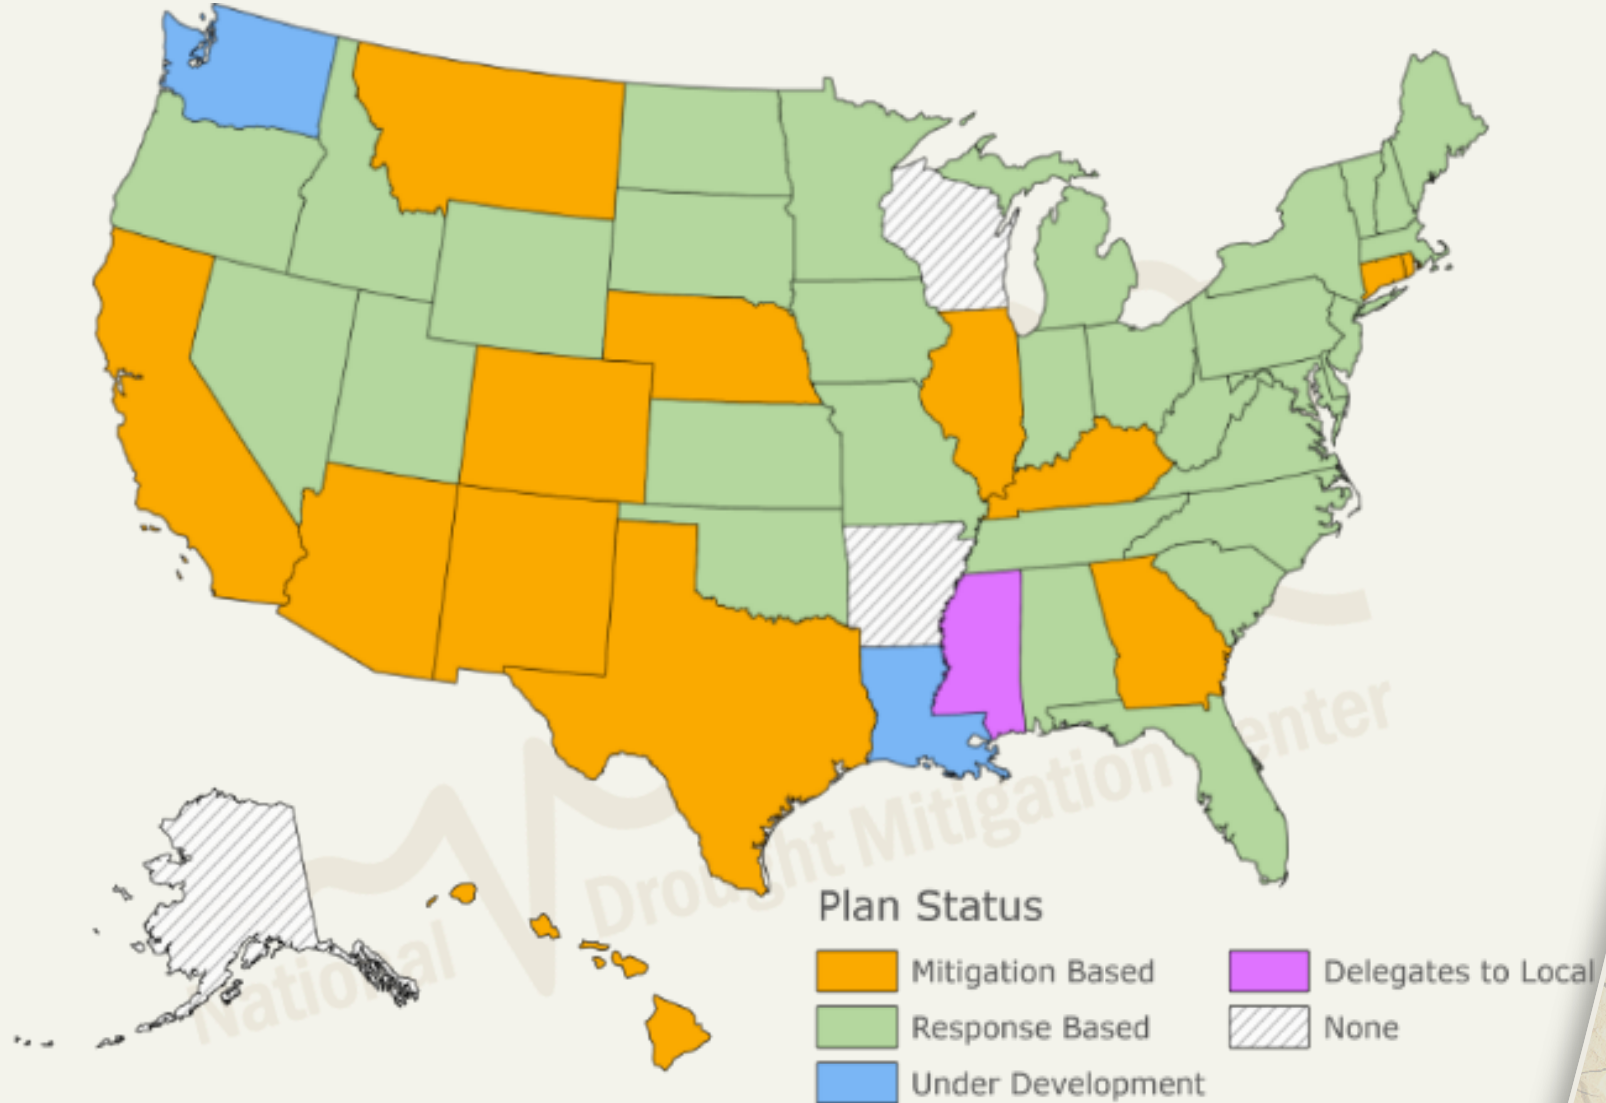 National Drought Mitigation Center
Plan Status
Mitigation Based
Response Based
Under Development
Delegates to Local
None